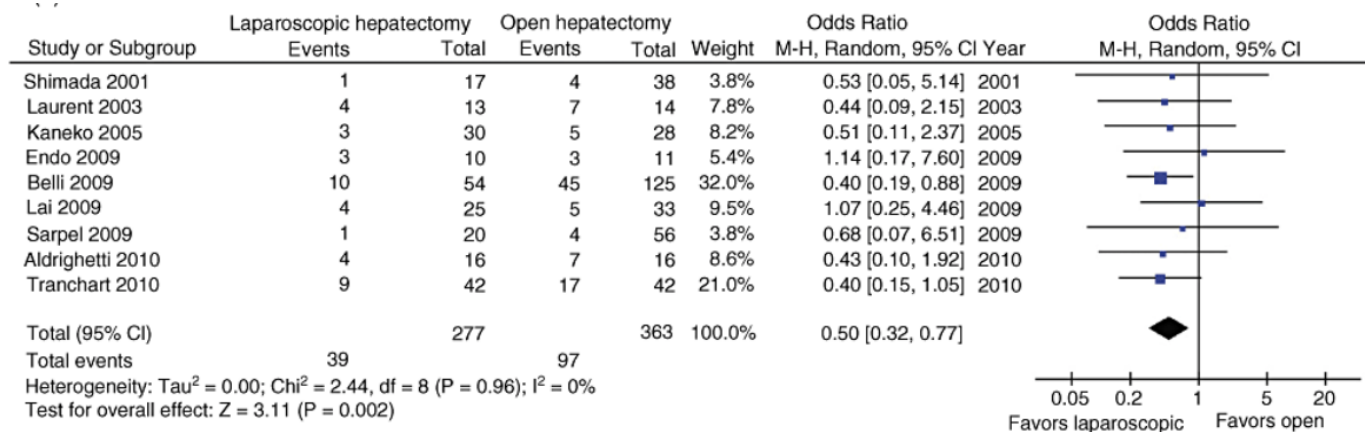 Laparoscopic hepatectomy Open hepatectomy Odds Ratio Odds Ratio
Study or Subgroup Events Total Events Total Weight M-H, Random, 95% CI Year M-H, Random, 95% CI
Shimada 2001 1 17 4 38 3.8% 0.53 [0.05, 5.14] 2001
Laurent 2003 4 13 7 14 7.8% 0.44 [0.09, 2.15] 2003
Kaneko 2005 3 30 5 28 8.2% 0.51 [0.11, 2.37] 2005
Endo 2009 3 10 3 11 5.4% 1.14 [0.17, 7.60] 2009
Belli 2009 10 54 45 125 32.0% 0.40 [0.19, 0.88] 2009
Lai 2009 4 25 5 33 9.5% 1.07 [0.25, 4.46] 2009
Sarpel 2009 1 20 4 56 3.8% 0.68 [0.07, 6.51] 2009
Aldrighetti 2010 4 16 7 16 8.6% 0.43 [0.10, 1.92] 2010
Tranchart 2010 9 42 17 42 21.0% 0.40 [0.15, 1.05] 2010
Total (95% CI) 277 363 100.0% 0.50 [0.32, 0.77]
Total events 39 97
Heterogeneity: Tau² = 0.00; Chi² = 2.44, df = 8 (P = 0.96); I² = 0%
Test for overall effect: Z = 3.11 (P = 0.002)
0.05 0.2 1 5 20
Favors laparoscopic Favors open